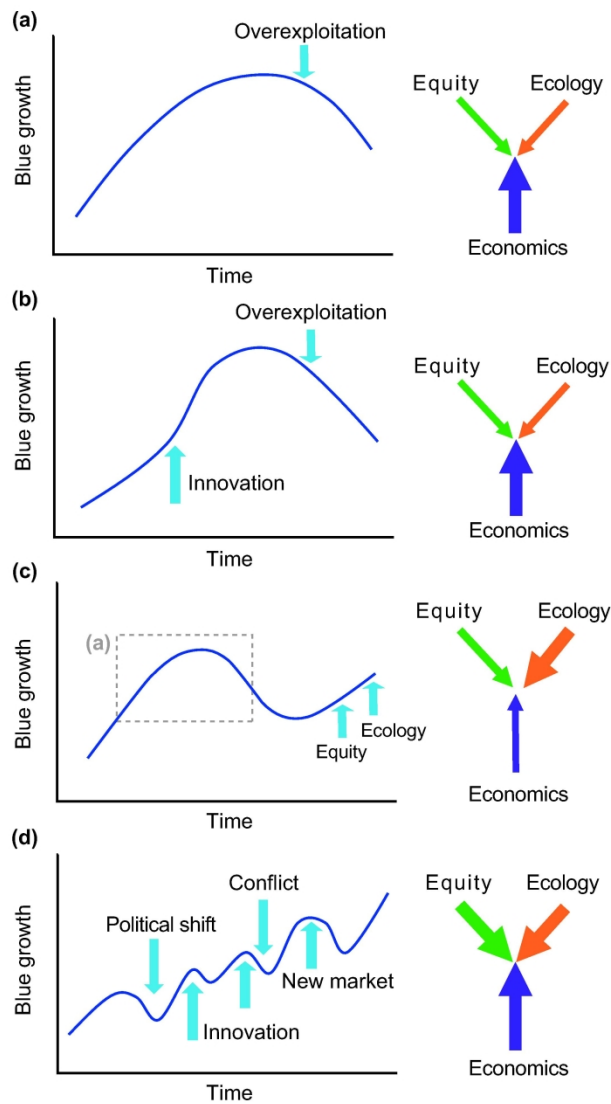 (a)
Overexploitation
Blue growth
Time
Equity
Ecology
Economics
(b)
Overexploitation
Innovation
Blue growth
Time
Equity
Ecology
Economics
(c)
(a)
Equity
Ecology
Blue growth
Time
Equity
Ecology
Economics
(d)
Conflict
Political shift
New market
Innovation
Blue growth
Time
Equity
Ecology
Economics